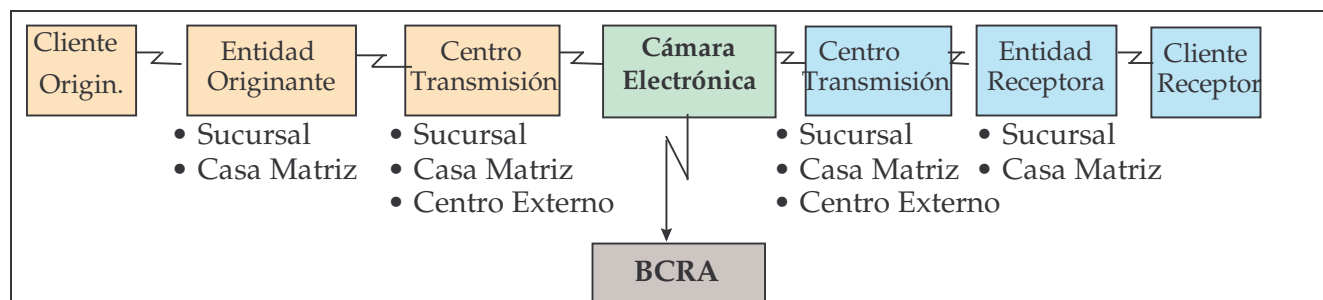 Cliente
Origin.
Entidad
Originante
• Sucursal
• Casa Matriz
Centro
Transmisión
• Sucursal
• Casa Matriz
• Centro Externo
Cámara
Electrónica
Centro
Transmisión
• Sucursal
• Casa Matriz
• Centro Externo
Entidad
Receptora
• Sucursal
• Casa Matriz
Cliente
Receptor
BCRA